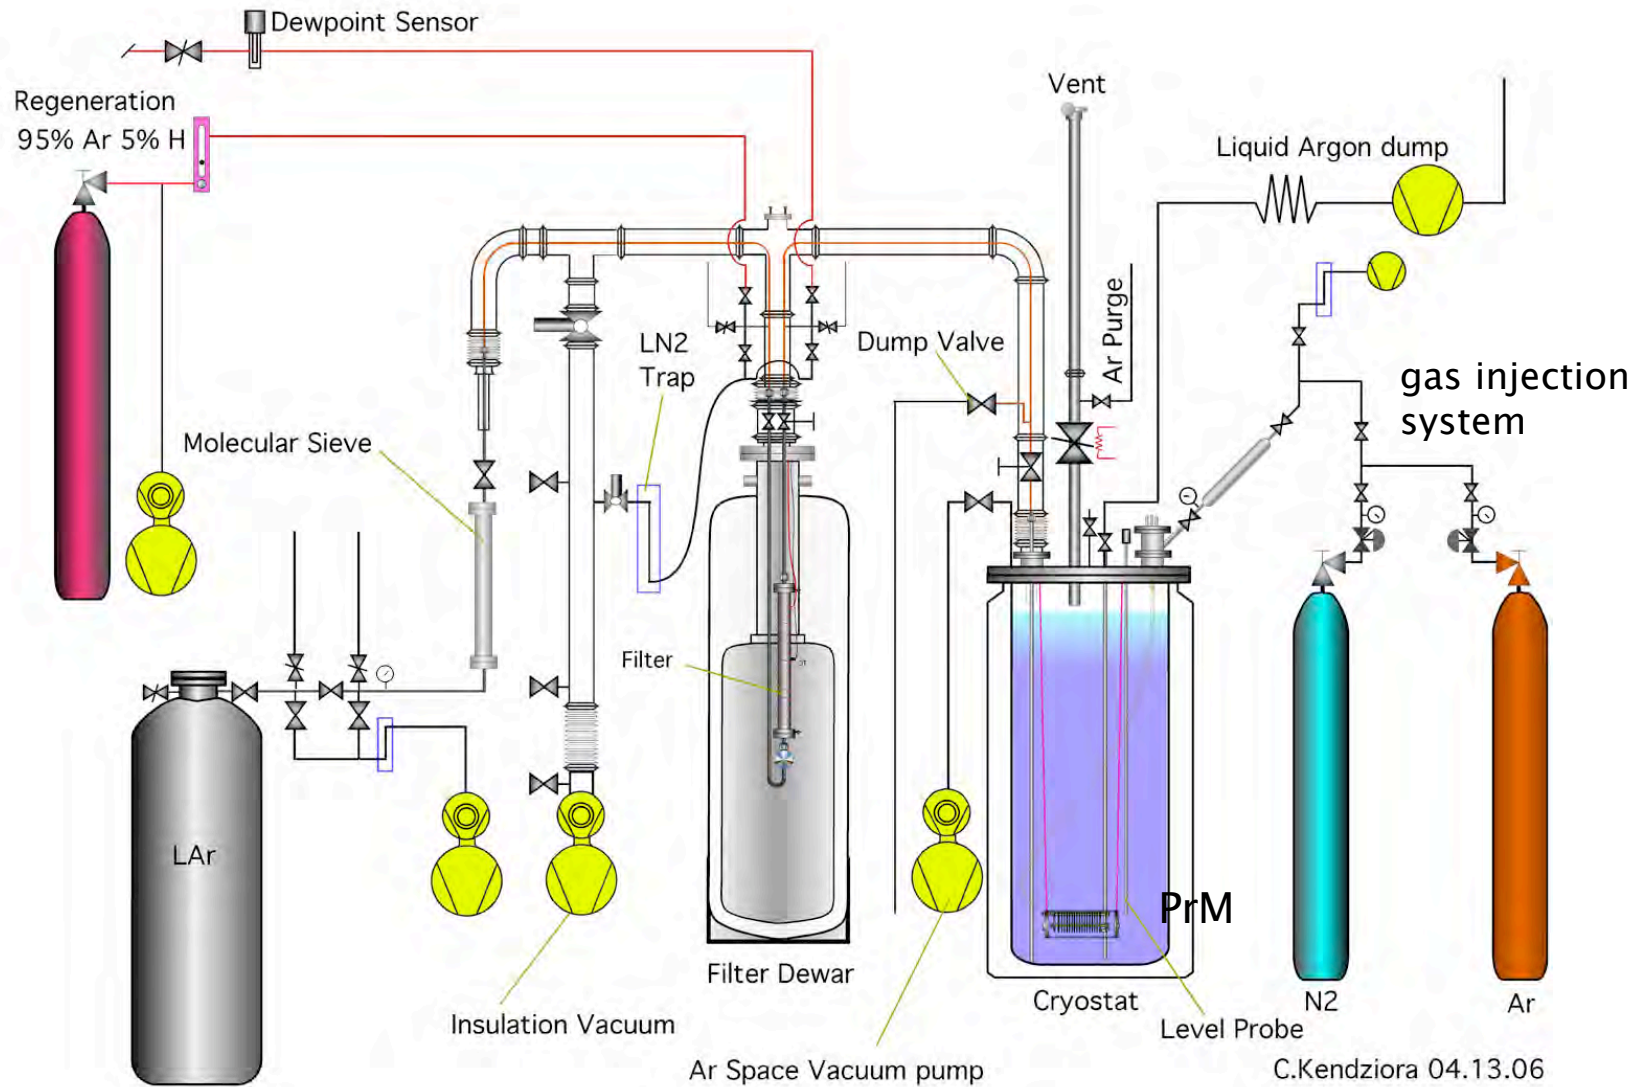 Dewpoint Sensor
Vent
Regeneration
95% Ar 5% H
Liquid Argon dump
Ar Purge
Dump Valve
LN2
Trap
gas injection
system
Molecular Sieve
Filter
LAr
PrM
Filter Dewar
Cryostat
N2
Ar
Insulation Vacuum
Level Probe
Ar Space Vacuum pump
C.Kendziora 04.13.06